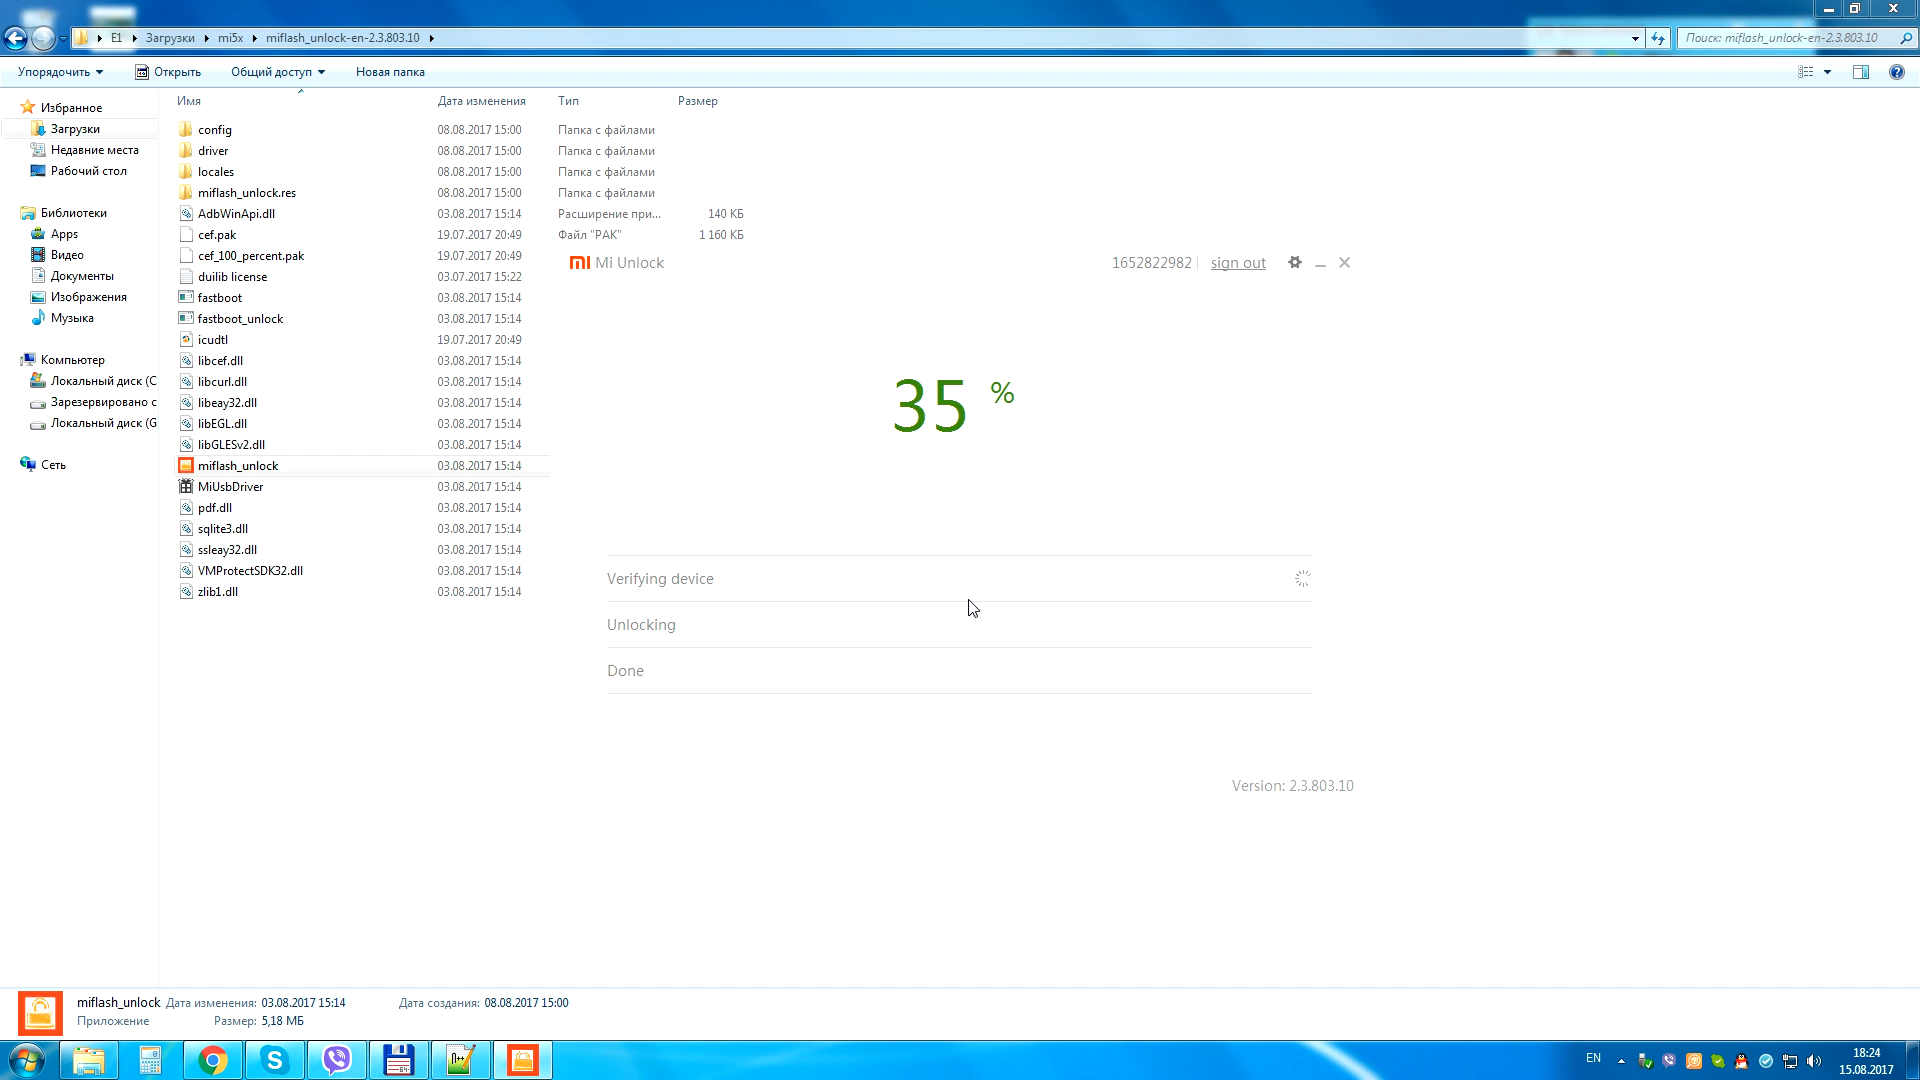 E1 Загрузки mi5x miflash_unlock-en-2.3.803.10
Поиск: miflash_unlock-en-2.3.803.10
Упорядочить Открыть Общий доступ Новая папка
Избранное
Загрузки
Недавние места
Рабочий стол
Библиотеки
Apps
Видео
Документы
Изображения
Музыка
Компьютер
Локальный диск (C
Зарезервировано с
Локальный диск (G
Сеть
Имя Дата изменения Тип Размер
config 08.08.2017 15:00 Папка с файлами
driver 08.08.2017 15:00 Папка с файлами
locales 08.08.2017 15:00 Папка с файлами
miflash_unlock.res 08.08.2017 15:00 Папка с файлами
AdbWinApi.dll 03.08.2017 15:14 Расширение при... 140 КБ
cef.pak 19.07.2017 20:49 Файл "PAK" 1 160 КБ
cef_100_percent.pak 19.07.2017 20:49
duilib license 03.07.2017 15:22
fastboot 03.08.2017 15:14
fastboot_unlock 03.08.2017 15:14
icudtl 19.07.2017 20:49
libcef.dll 03.08.2017 15:14
libcurl.dll 03.08.2017 15:14
libeay32.dll 03.08.2017 15:14
libEGL.dll 03.08.2017 15:14
libGLESv2.dll 03.08.2017 15:14
miflash_unlock 03.08.2017 15:14
MiUsbDriver 03.08.2017 15:14
pdf.dll 03.08.2017 15:14
sqlite3.dll 03.08.2017 15:14
ssleay32.dll 03.08.2017 15:14
VMProtectSDK32.dll 03.08.2017 15:14
zlib1.dll 03.08.2017 15:14
Mi Unlock 1652822982 sign out
35 %
Verifying device
Unlocking
Done
Version: 2.3.803.10
miflash_unlock Дата изменения: 03.08.2017 15:14 Дата создания: 08.08.2017 15:00
Приложение Размер: 5,18 МБ
EN
18:24
15.08.2017